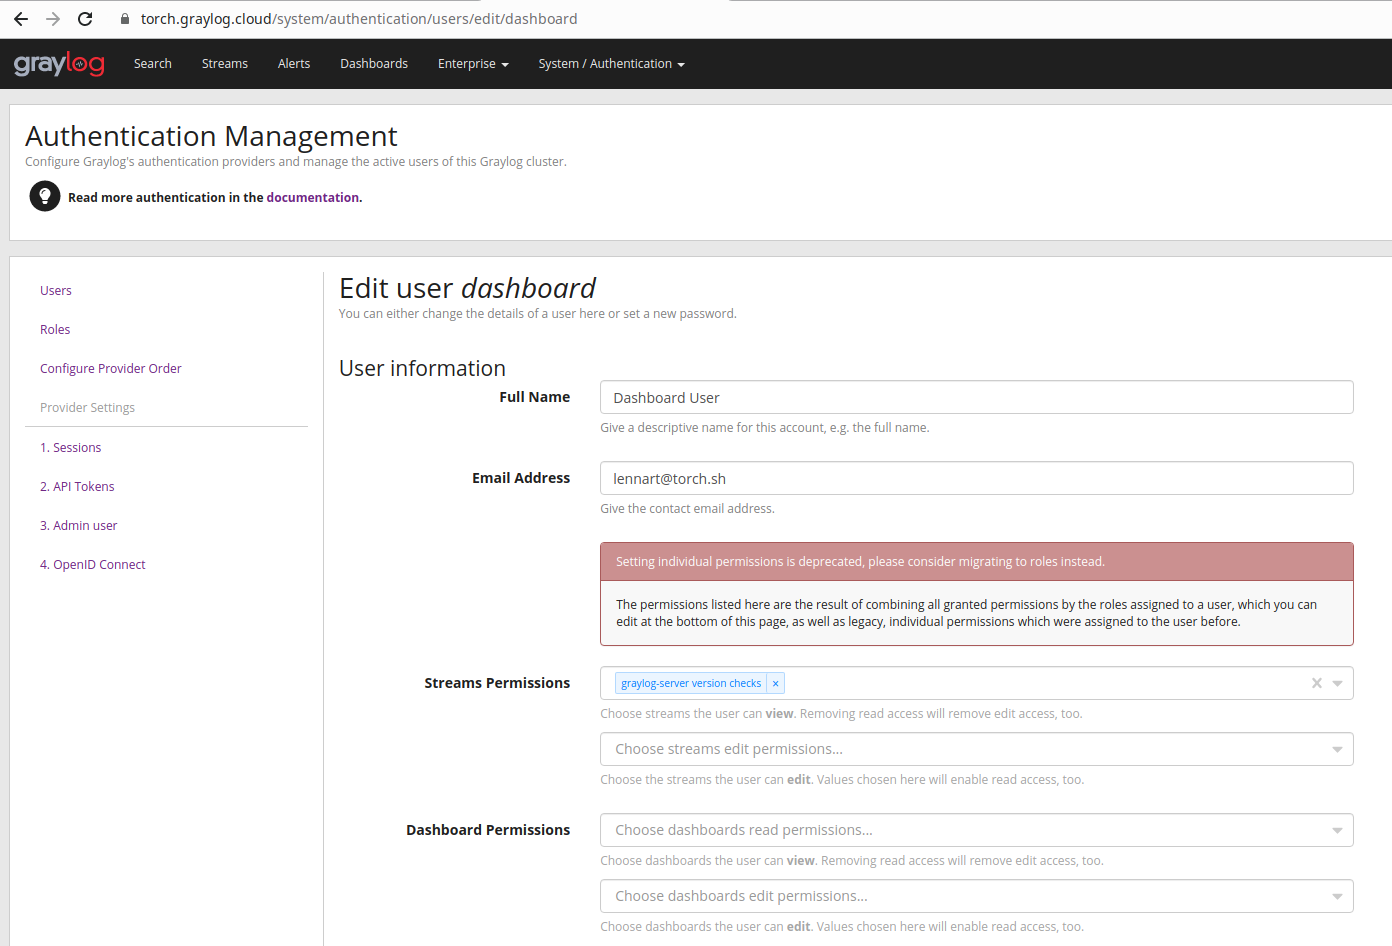 torch.graylog.cloud/system/authentication/users/edit/dashboard
graylog Search Streams Alerts Dashboards Enterprise System / Authentication
Authentication Management
Configure Graylog's authentication providers and manage the active users of this Graylog cluster.
Read more authentication in the documentation.
Users
Roles
Configure Provider Order
Provider Settings
1. Sessions
2. API Tokens
3. Admin user
4. OpenID Connect
Edit user dashboard
You can either change the details of a user here or set a new password.
User information
Full Name
Dashboard User
Give a descriptive name for this account, e.g. the full name.
Email Address
lennart@torch.sh
Give the contact email address.
Setting individual permissions is deprecated, please consider migrating to roles instead.
The permissions listed here are the result of combining all granted permissions by the roles assigned to a user, which you can
edit at the bottom of this page, as well as legacy, individual permissions which were assigned to the user before.
Streams Permissions
graylog-server version checks ×
Choose streams the user can view. Removing read access will remove edit access, too.
Choose streams edit permissions...
Choose the streams the user can edit. Values chosen here will enable read access, too.
Dashboard Permissions
Choose dashboards read permissions...
Choose dashboards the user can view. Removing read access will remove edit access, too.
Choose dashboards edit permissions...
Choose dashboards the user can edit. Values chosen here will enable read access, too.